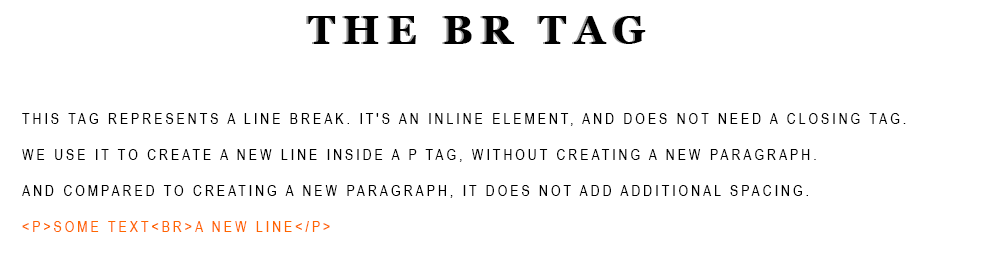 THE BR TAG
THIS TAG REPRESENTS A LINE BREAK. IT'S AN INLINE ELEMENT, AND DOES NOT NEED A CLOSING TAG.
WE USE IT TO CREATE A NEW LINE INSIDE A P TAG, WITHOUT CREATING A NEW PARAGRAPH.
AND COMPARED TO CREATING A NEW PARAGRAPH, IT DOES NOT ADD ADDITIONAL SPACING.
<P>SOME TEXT<BR>A NEW LINE</P>